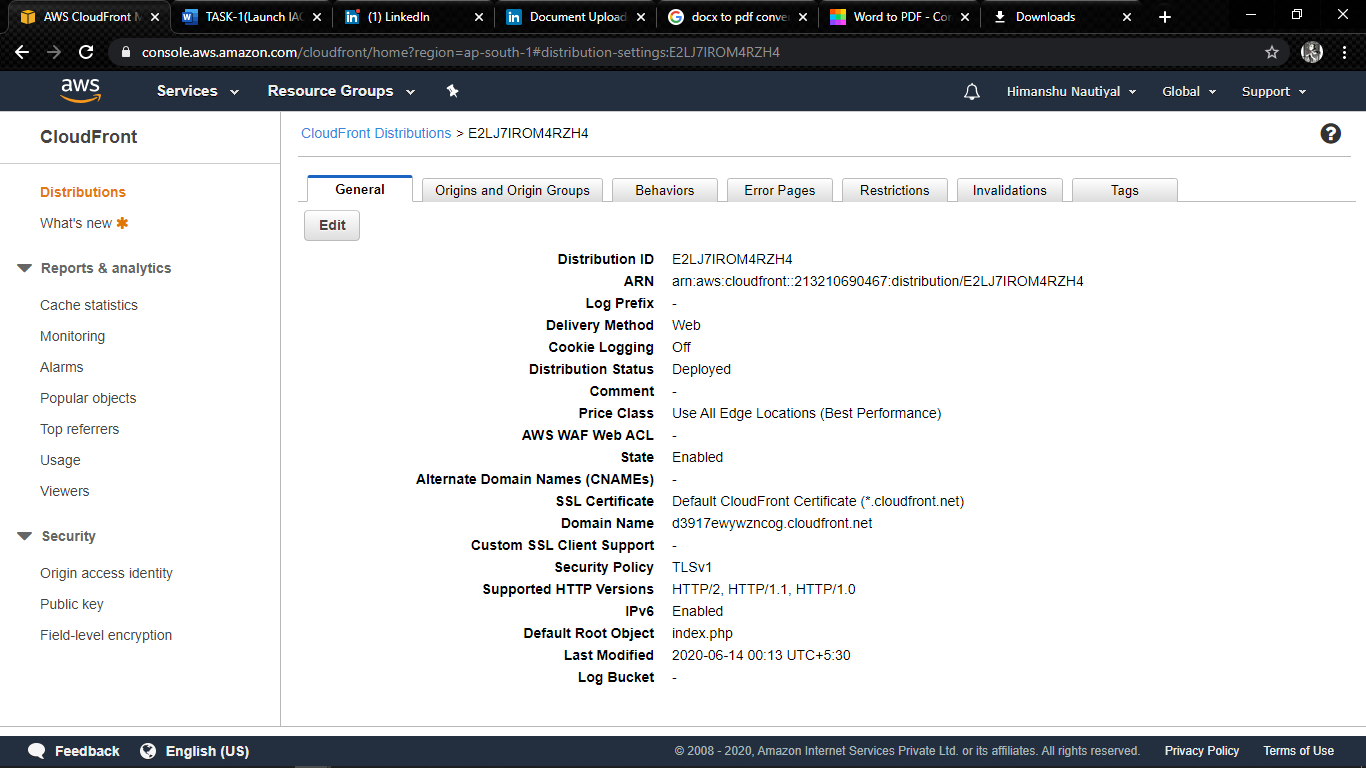 AWS CloudFront M
TASK-1(Launch IAC
(1) LinkedIn
Document Upload
docx to pdf conve
Word to PDF - Co
Downloads
console.aws.amazon.com/cloudfront/home?region=ap-south-1#distribution-settings:E2LJ7IROM4RZH4
aws
Services
Resource Groups
Himanshu Nautiyal
Global
Support
CloudFront
Distributions
What's new
Reports & analytics
Cache statistics
Monitoring
Alarms
Popular objects
Top referrers
Usage
Viewers
Security
Origin access identity
Public key
Field-level encryption
CloudFront Distributions > E2LJ7IROM4RZH4
General
Origins and Origin Groups
Behaviors
Error Pages
Restrictions
Invalidations
Tags
Edit
Distribution ID E2LJ7IROM4RZH4
ARN arn:aws:cloudfront::213210690467:distribution/E2LJ7IROM4RZH4
Log Prefix -
Delivery Method Web
Cookie Logging Off
Distribution Status Deployed
Comment -
Price Class Use All Edge Locations (Best Performance)
AWS WAF Web ACL -
State Enabled
Alternate Domain Names (CNAMEs) -
SSL Certificate Default CloudFront Certificate (*.cloudfront.net)
Domain Name d3917ewywzncog.cloudfront.net
Custom SSL Client Support -
Security Policy TLSv1
Supported HTTP Versions HTTP/2, HTTP/1.1, HTTP/1.0
IPv6 Enabled
Default Root Object index.php
Last Modified 2020-06-14 00:13 UTC+5:30
Log Bucket -
Feedback
English (US)
© 2008 - 2020, Amazon Internet Services Private Ltd. or its affiliates. All rights reserved.
Privacy Policy
Terms of Use